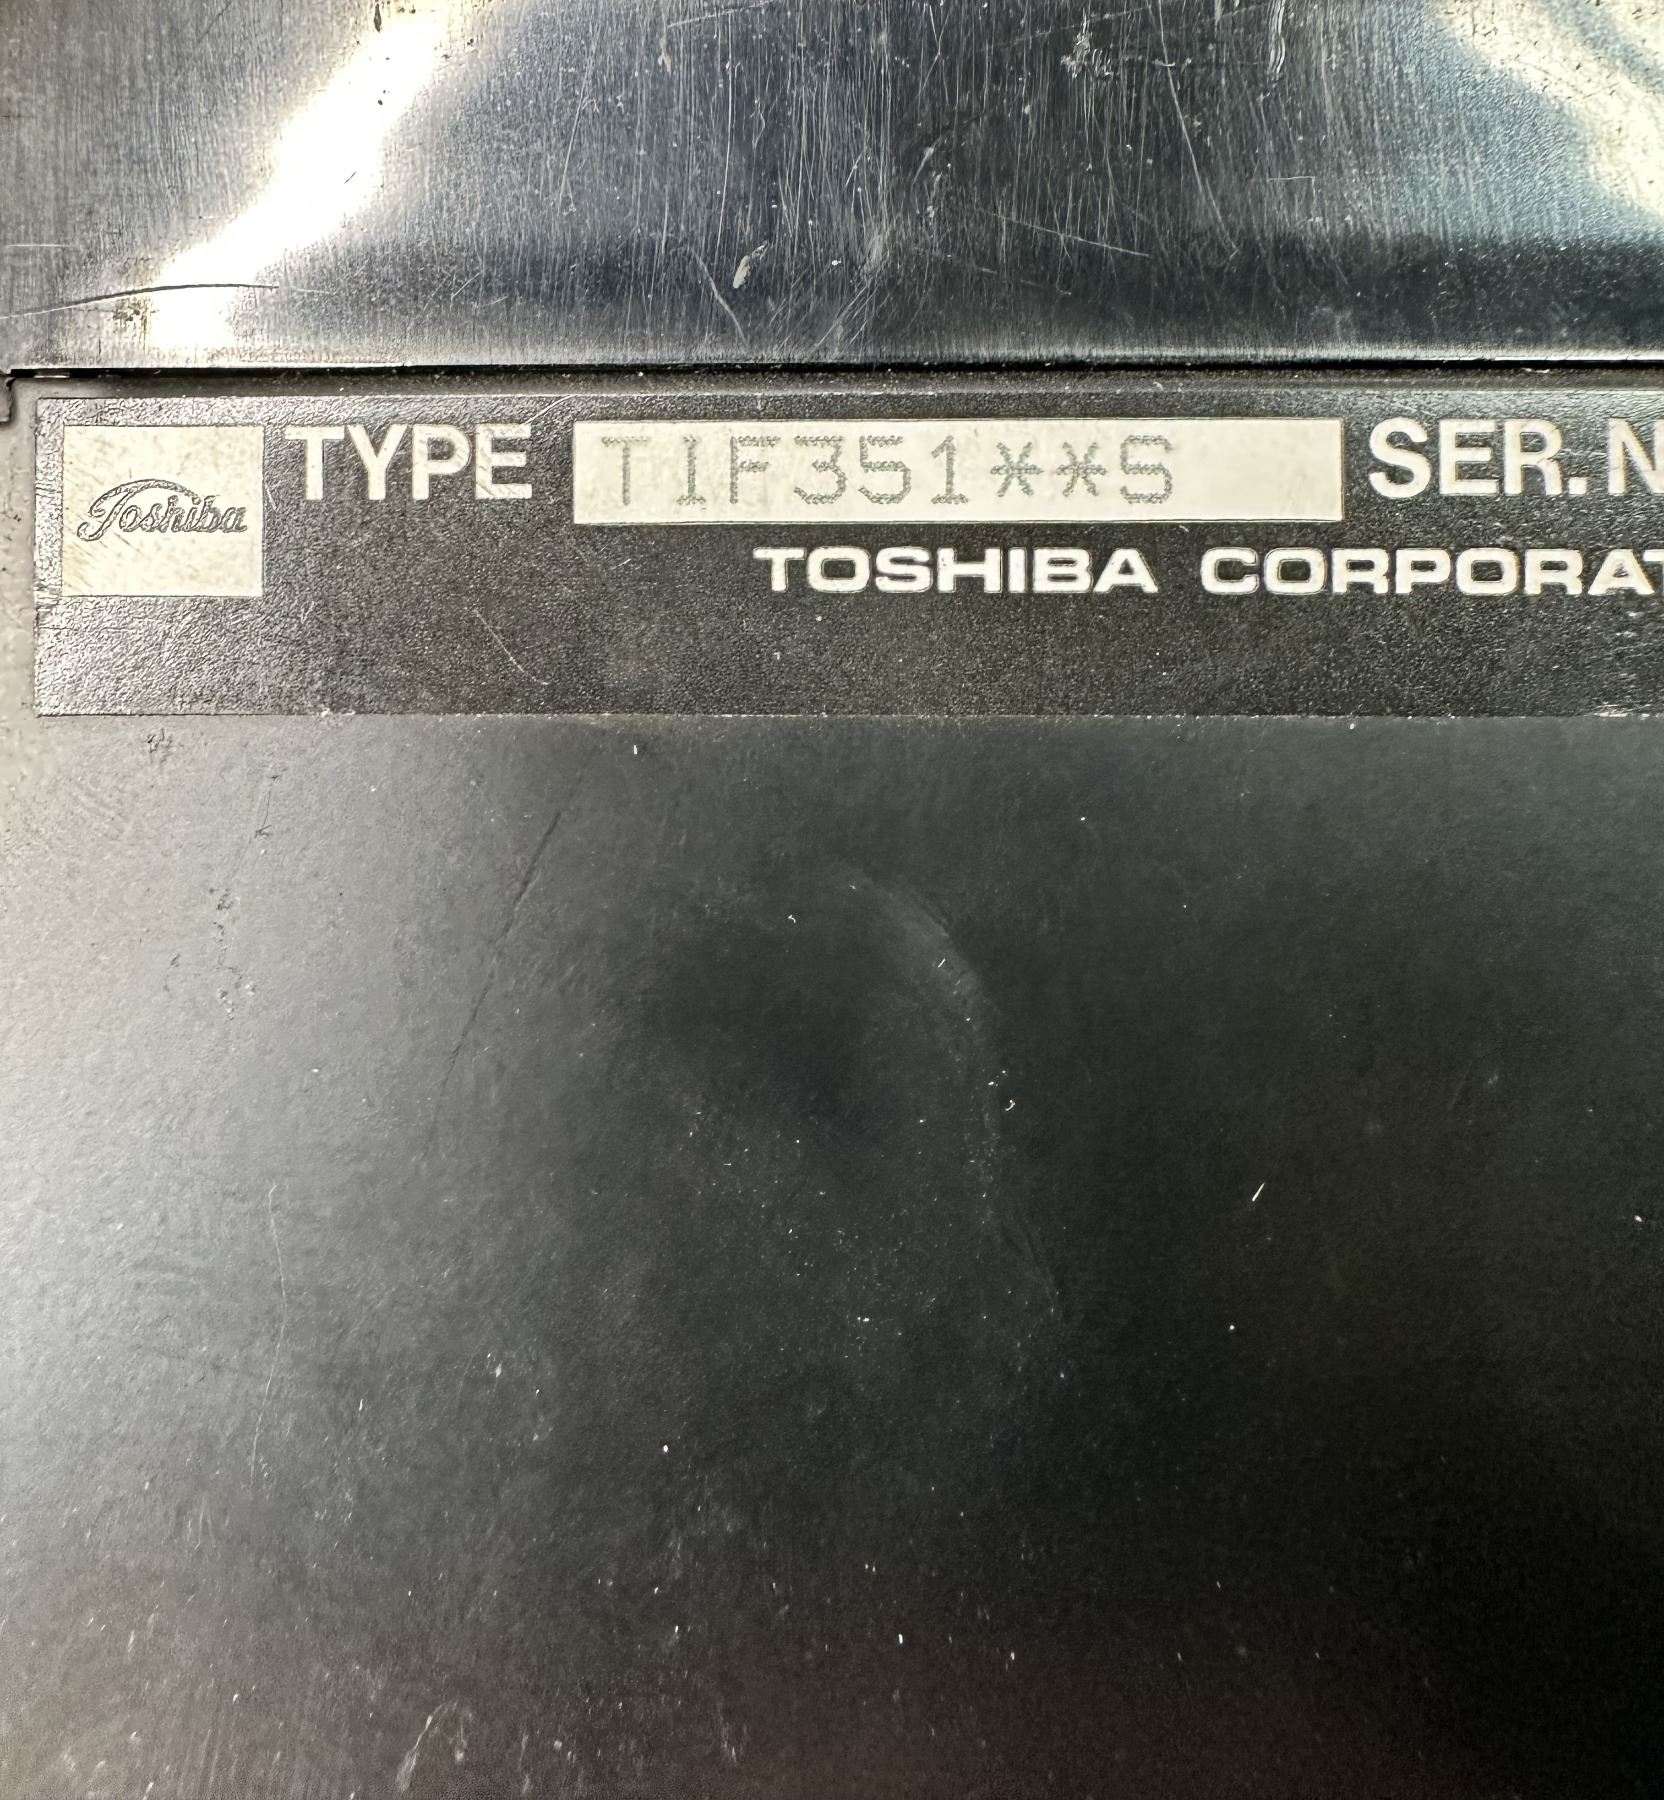 Toshiba TYPE TIF351**S SER. N
TOSHIBA CORPORAT